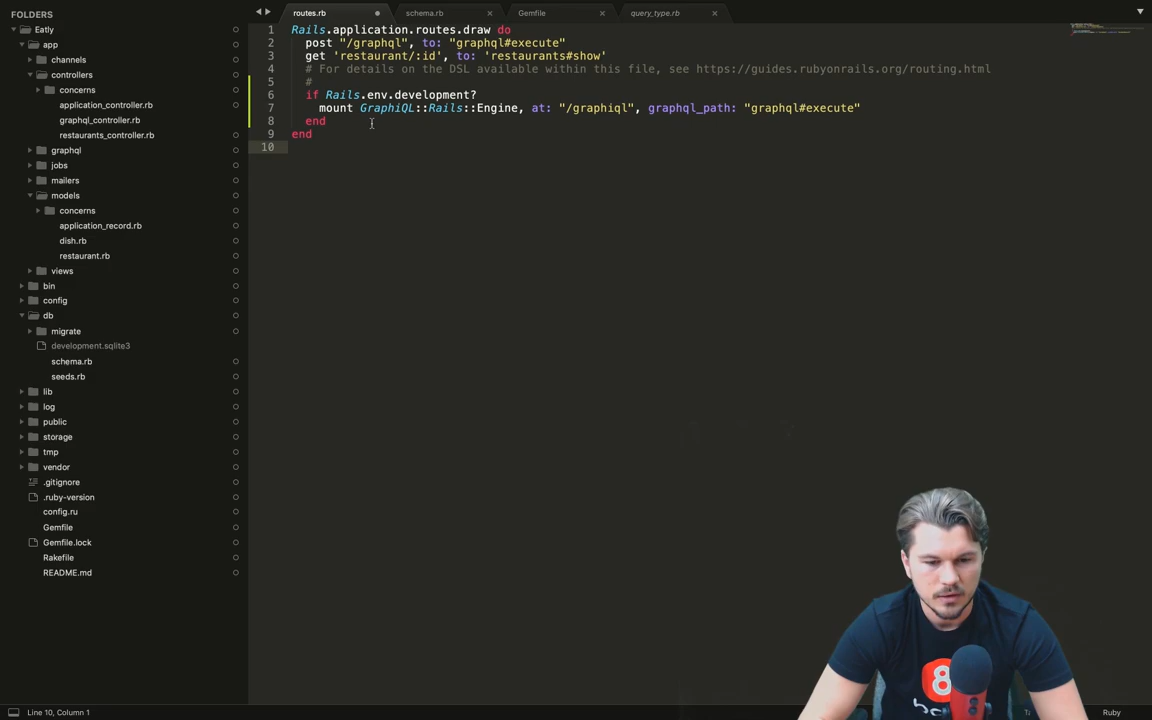 FOLDERS
Eatly
app
channels
controllers
concerns
application_controller.rb
graphql_controller.rb
restaurants_controller.rb
graphql
jobs
mailers
models
concerns
application_record.rb
dish.rb
restaurant.rb
views
bin
config
db
migrate
development.sqlite3
schema.rb
seeds.rb
lib
log
public
storage
tmp
vendor
.gitignore
.ruby-version
config.ru
Gemfile
Gemfile.lock
Rakefile
README.md
routes.rb
schema.rb
Gemfile
query_type.rb
1 Rails.application.routes.draw do
2 post "/graphql", to: "graphql#execute"
3 get 'restaurant/:id', to: 'restaurants#show'
4 # For details on the DSL available within this file, see https://guides.rubyonrails.org/routing.html
5 #
6 if Rails.env.development?
7 mount GraphiQL::Rails::Engine, at: "/graphiql", graphql_path: "graphql#execute"
8 end
9 end
10
8
Line 10, Column 1
Ruby